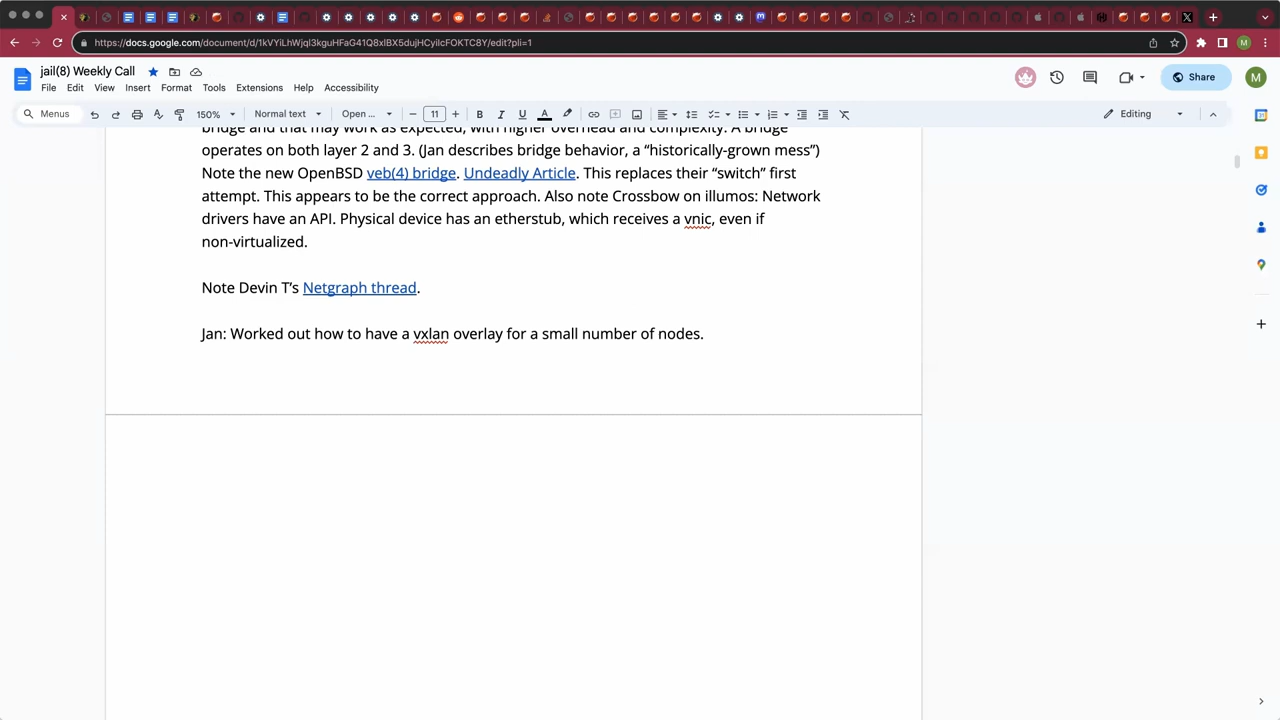 https://docs.google.com/document/d/1kVYiLhWjql3kguHFaG41Q8xlBX5dujHCyilcFOKTC8Y/edit?pli=1
M
jail(8) Weekly Call
File Edit View Insert Format Tools Extensions Help Accessibility
Share
M
Menus
150%
Normal text
Open ...
11
B I U A
Editing
bridge and that may work as expected, with higher overhead and complexity. A bridge
operates on both layer 2 and 3. (Jan describes bridge behavior, a “historically-grown mess”)
Note the new OpenBSD veb(4) bridge. Undeadly Article. This replaces their “switch” first
attempt. This appears to be the correct approach. Also note Crossbow on illumos: Network
drivers have an API. Physical device has an etherstub, which receives a vnic, even if
non-virtualized.
Note Devin T’s Netgraph thread.
Jan: Worked out how to have a vxlan overlay for a small number of nodes.